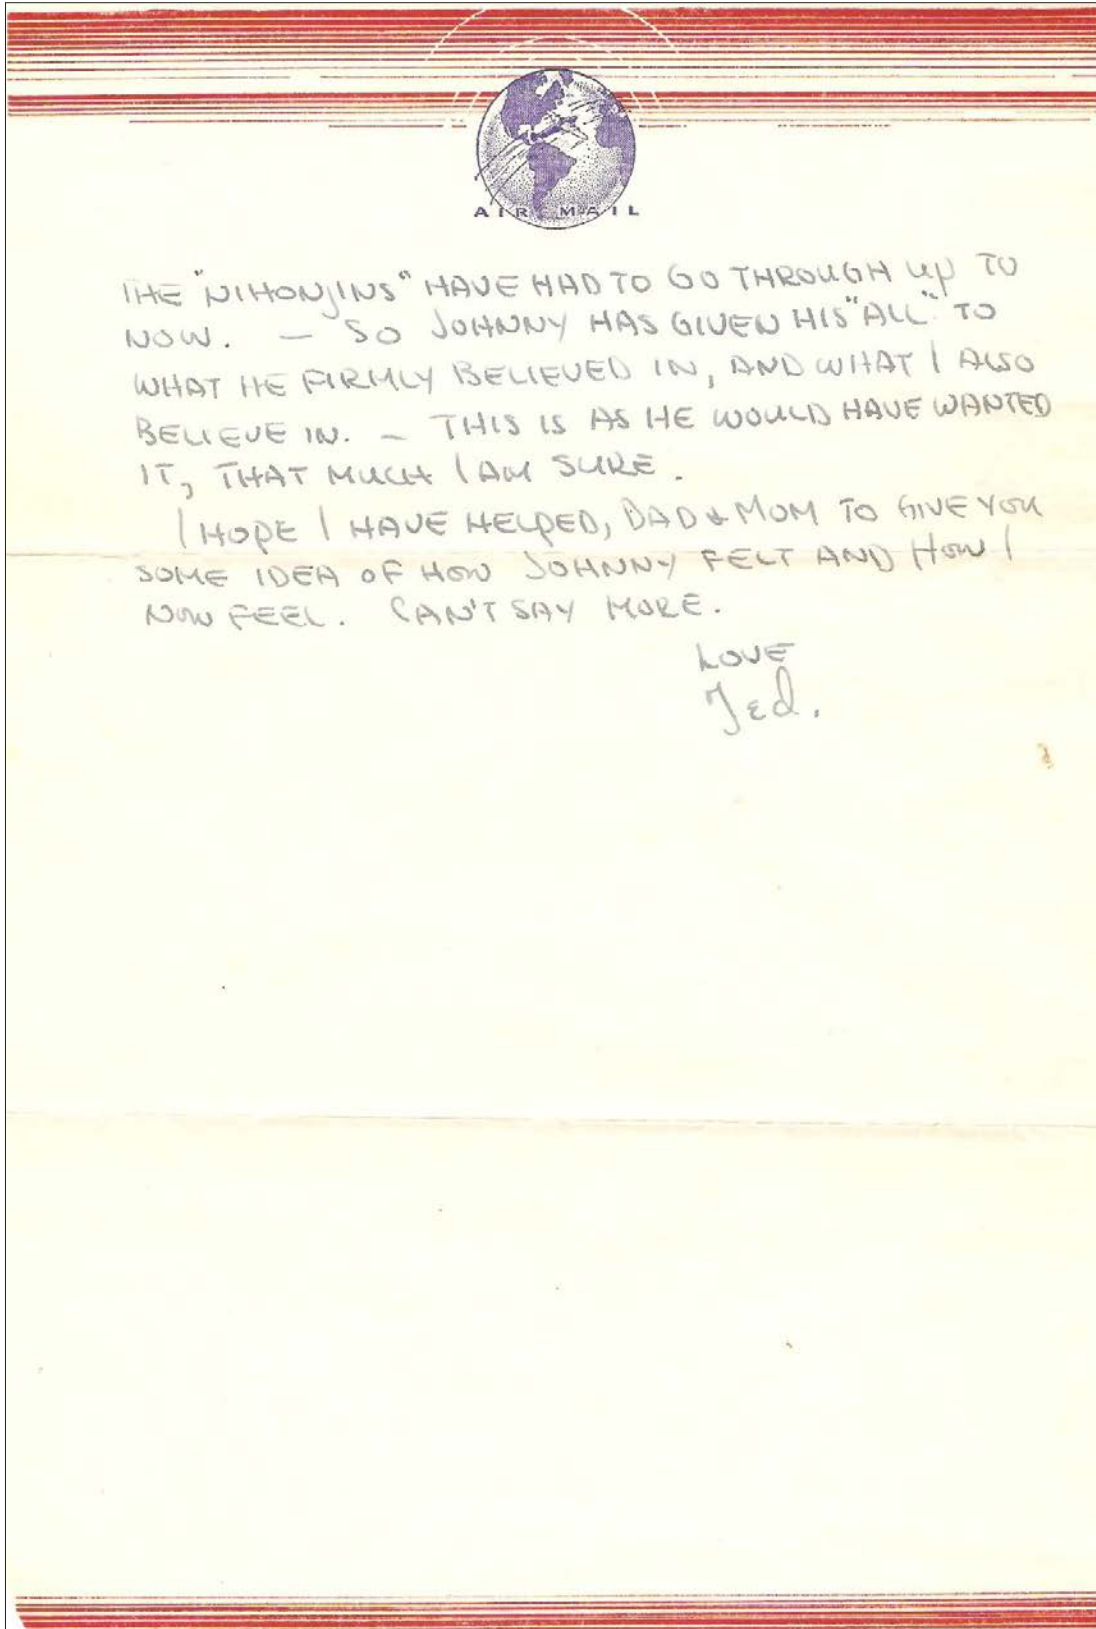 AIR MAIL
THE "NIHONJINS" HAVE HAD TO GO THROUGH UP TO
NOW. — SO JOHNNY HAS GIVEN HIS "ALL" TO
WHAT HE FIRMLY BELIEVED IN, AND WHAT I ALSO
BELIEVE IN. — THIS IS AS HE WOULD HAVE WANTED
IT, THAT MUCH I AM SURE.
I HOPE I HAVE HELPED, DAD & MOM TO GIVE YOU
SOME IDEA OF HOW JOHNNY FELT AND HOW I
NOW FEEL. CAN'T SAY MORE.
LOVE
Ted.